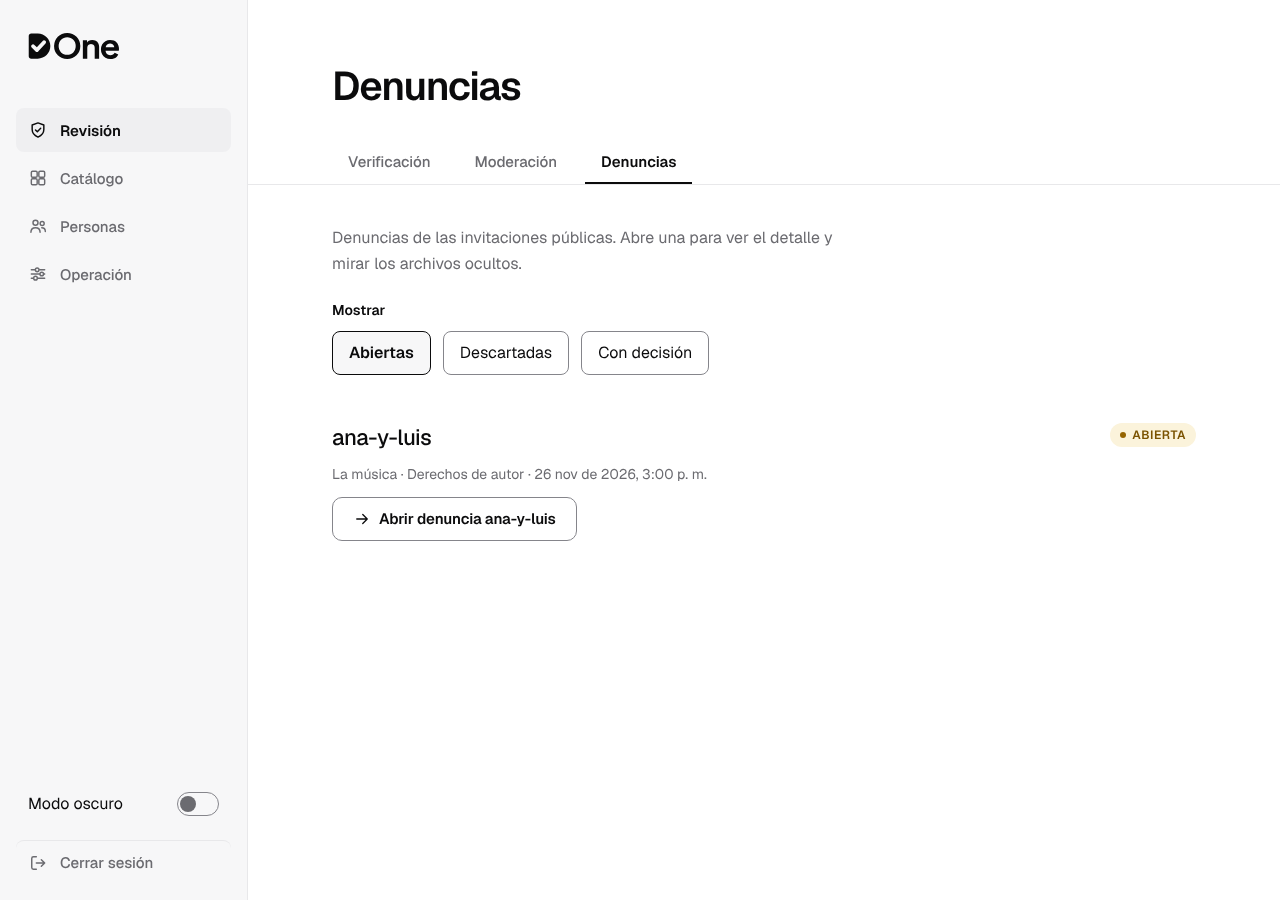 DOne
Revisión
Catálogo
Personas
Operación
Modo oscuro
Cerrar sesión
Denuncias
Verificación
Moderación
Denuncias
Denuncias de las invitaciones públicas. Abre una para ver el detalle y
mirar los archivos ocultos.
Mostrar
Abiertas
Descartadas
Con decisión
ana-y-luis
ABIERTA
La música · Derechos de autor · 26 nov de 2026, 3:00 p. m.
Abrir denuncia ana-y-luis